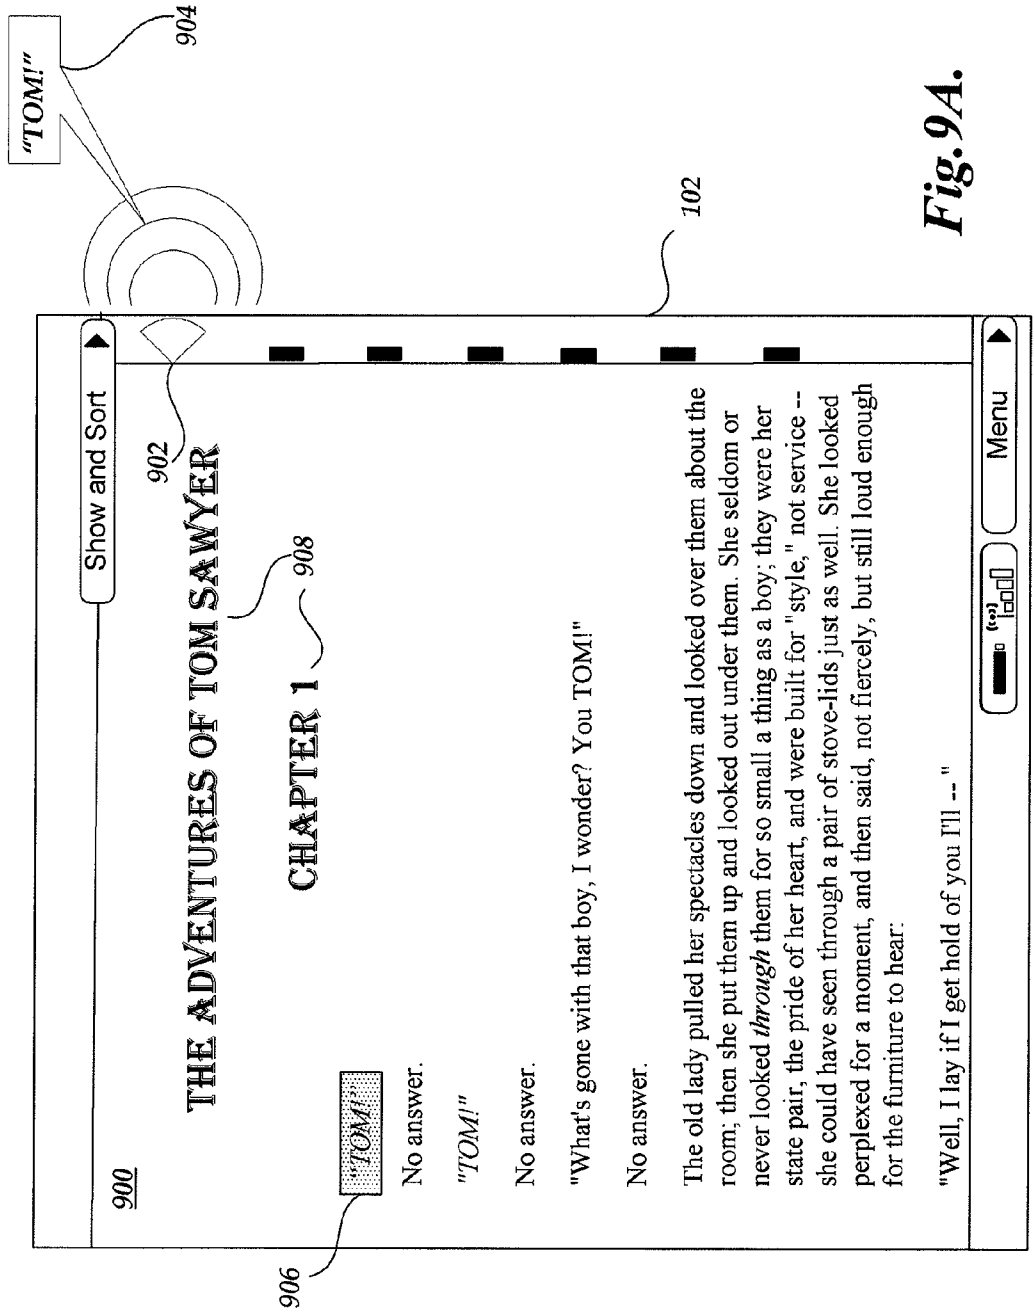 "TOM!"
904
102
Show and Sort
902
900
THE ADVENTURES OF TOM SAWYER
908
CHAPTER 1
906
"TOM!"
No answer.
"TOM!"
No answer.
"What's gone with that boy, I wonder? You TOM!"
No answer.
The old lady pulled her spectacles down and looked over them about the
room; then she put them up and looked out under them. She seldom or
never looked through them for so small a thing as a boy; they were her
state pair, the pride of her heart, and were built for "style," not service --
she could have seen through a pair of stove-lids just as well. She looked
perplexed for a moment, and then said, not fiercely, but still loud enough
for the furniture to hear:
"Well, I lay if I get hold of you I'll -- "
Menu
Fig. 9A.